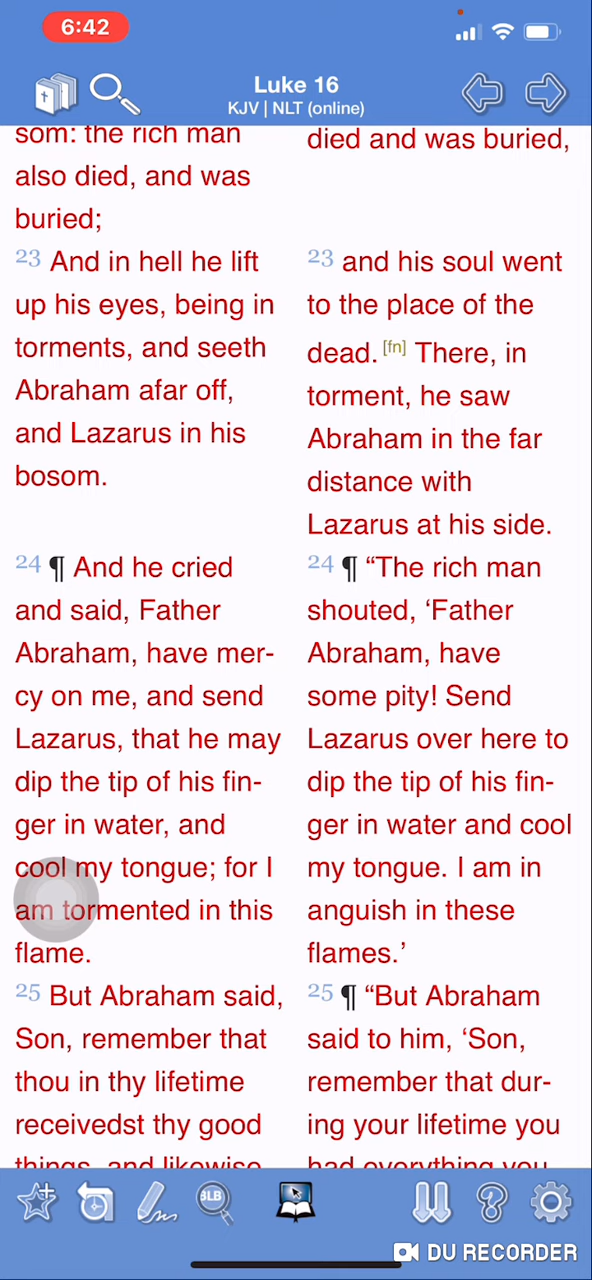 6:42
Luke 16
KJV | NLT (online)
som: the rich man
also died, and was
buried;
23 And in hell he lift
up his eyes, being in
torments, and seeth
Abraham afar off,
and Lazarus in his
bosom.
24 ¶ And he cried
and said, Father
Abraham, have mer-
cy on me, and send
Lazarus, that he may
dip the tip of his fin-
ger in water, and
cool my tongue; for I
am tormented in this
flame.
25 But Abraham said,
Son, remember that
thou in thy lifetime
receivedst thy good
things, and likewise
died and was buried,
23 and his soul went
to the place of the
dead. [fn] There, in
torment, he saw
Abraham in the far
distance with
Lazarus at his side.
24 ¶ “The rich man
shouted, ‘Father
Abraham, have
some pity! Send
Lazarus over here to
dip the tip of his fin-
ger in water and cool
my tongue. I am in
anguish in these
flames.’
25 ¶ “But Abraham
said to him, ‘Son,
remember that dur-
ing your lifetime you
had everything you
BLB
DU RECORDER